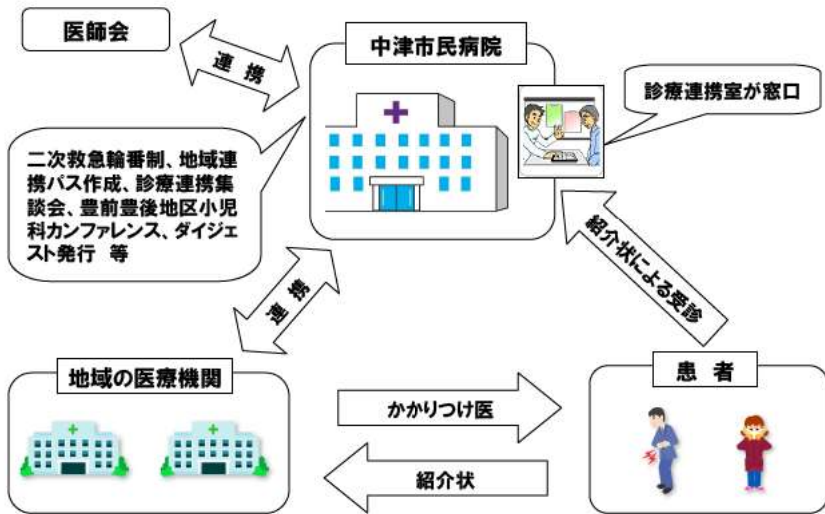 医師会
連携
中津市民病院
診療連携室が窓口
二次救急輪番制、地域連
携パス作成、診療連携集
談会、豊前豊後地区小児
科カンファレンス、ダイジェ
スト発行 等
連携
紹介状による受診
地域の医療機関
患 者
かかりつけ医
紹介状